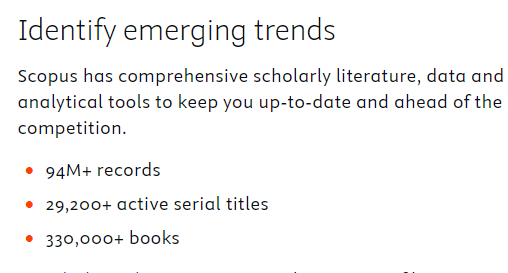 Identify emerging trends
Scopus has comprehensive scholarly literature, data and
analytical tools to keep you up-to-date and ahead of the
competition.
94M+ records
29,200+ active serial titles
330,000+ books